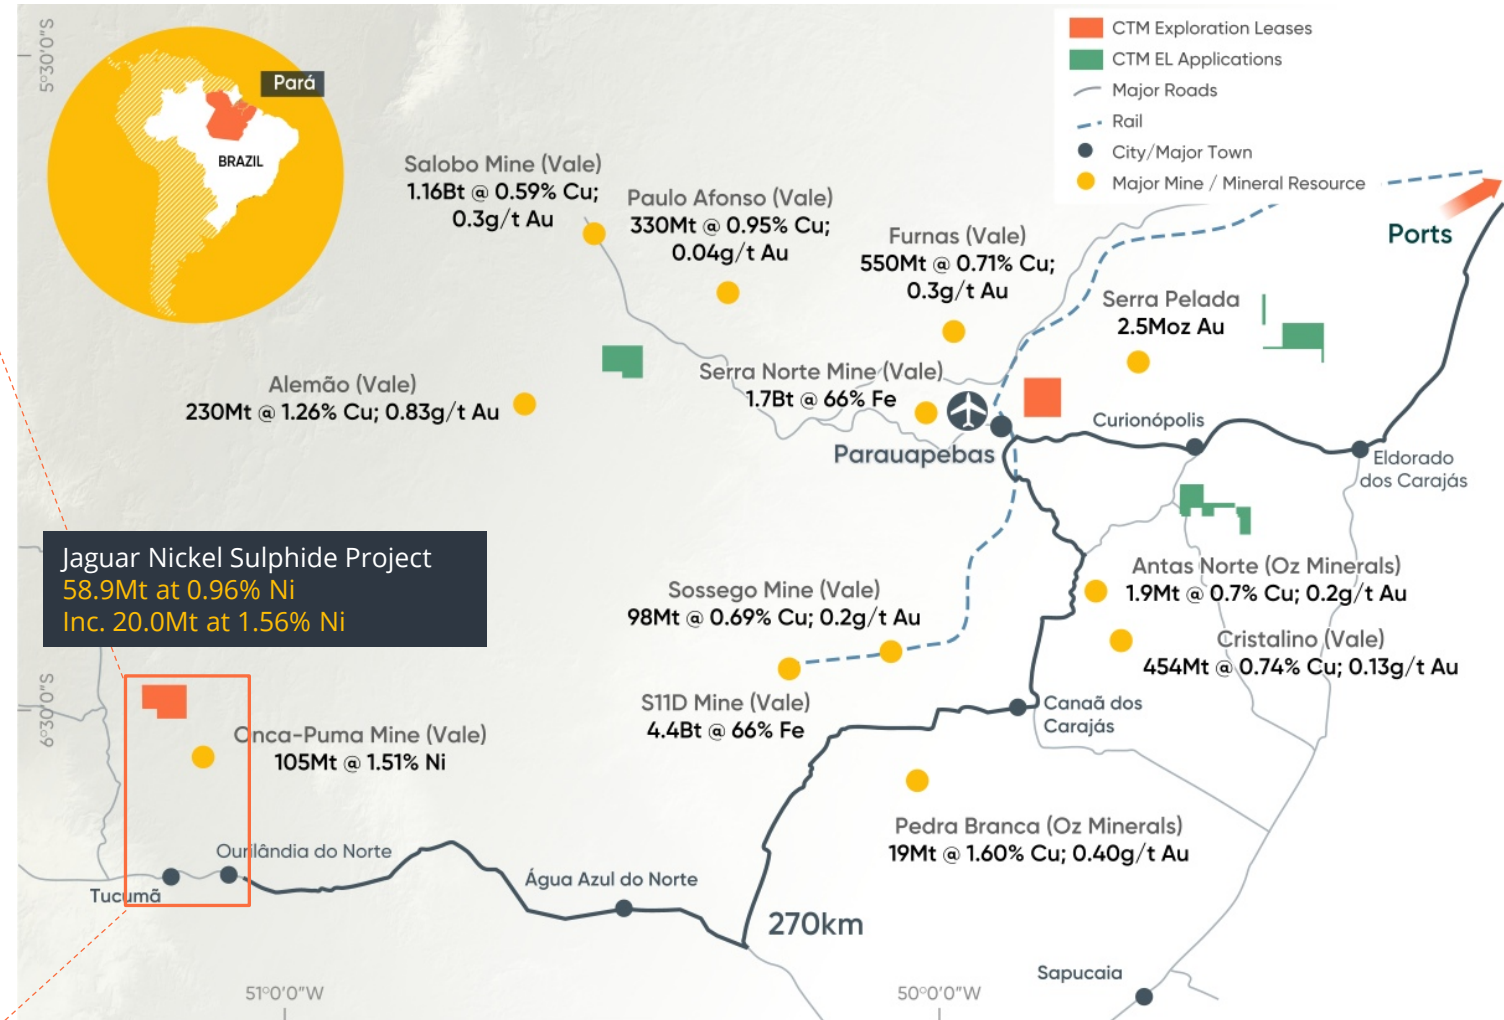 5°30'0"S
Pará
BRAZIL
CTM Exploration Leases
CTM EL Applications
Major Roads
Rail
City/Major Town
Major Mine / Mineral Resource
Ports
Salobo Mine (Vale)
1.16Bt @ 0.59% Cu;
0.3g/t Au
Paulo Afonso (Vale)
330Mt @ 0.95% Cu;
0.04g/t Au
Furnas (Vale)
550Mt @ 0.71% Cu;
0.3g/t Au
Serra Pelada
2.5Moz Au
Alemão (Vale)
230Mt @ 1.26% Cu; 0.83g/t Au
Serra Norte Mine (Vale)
1.7Bt @ 66% Fe
Parauapebas
Curionópolis
Eldorado
dos Carajás
Jaguar Nickel Sulphide Project
58.9Mt at 0.96% Ni
Inc. 20.0Mt at 1.56% Ni
Sossego Mine (Vale)
98Mt @ 0.69% Cu; 0.2g/t Au
Antas Norte (Oz Minerals)
1.9Mt @ 0.7% Cu; 0.2g/t Au
Cristalino (Vale)
454Mt @ 0.74% Cu; 0.13g/t Au
6°30'0"S
S11D Mine (Vale)
4.4Bt @ 66% Fe
Canaã dos
Carajás
Onca-Puma Mine (Vale)
105Mt @ 1.51% Ni
Pedra Branca (Oz Minerals)
19Mt @ 1.60% Cu; 0.40g/t Au
Ourilândia do Norte
Tucumã
Água Azul do Norte
270km
Sapucaia
51°0'0"W
50°0'0"W